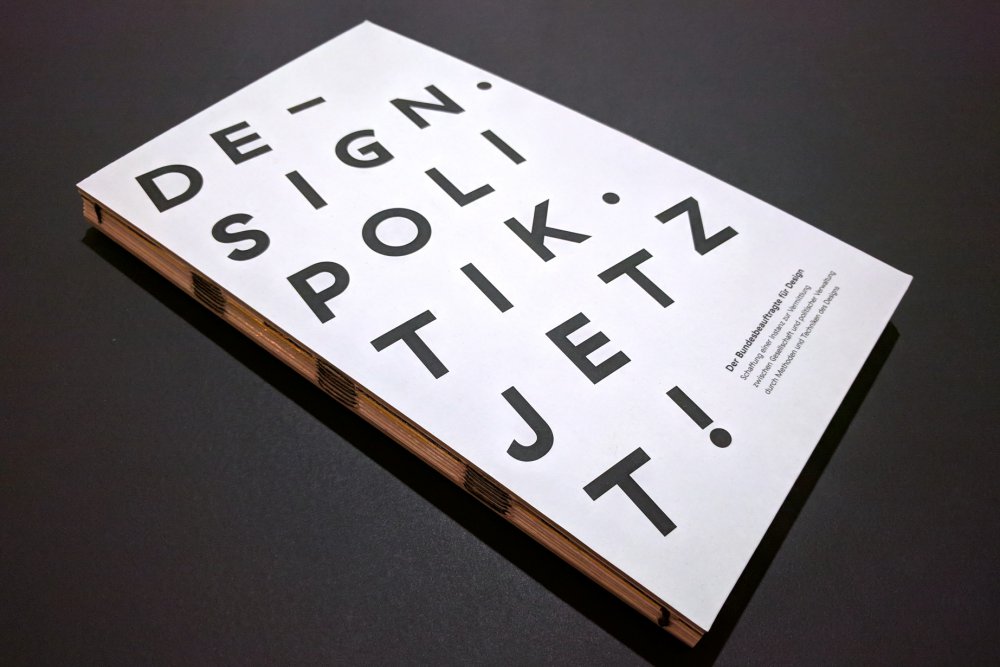 DE–
SIGN.
POLI
TIK.
JETZ
T!
Der Bundesbeauftragte für Design
Schaffung einer Instanz zur Vermittlung
zwischen Gesellschaft und politischer Verwaltung
durch Methoden und Techniken des Designs